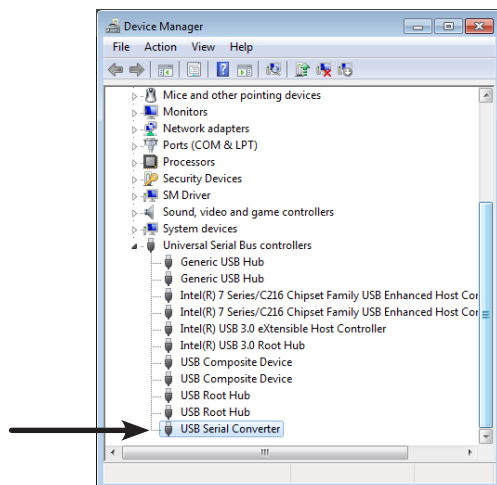 Device Manager
File Action View Help
Mice and other pointing devices
Monitors
Network adapters
Ports (COM & LPT)
Processors
Security Devices
SM Driver
Sound, video and game controllers
System devices
Universal Serial Bus controllers
Generic USB Hub
Generic USB Hub
Intel(R) 7 Series/C216 Chipset Family USB Enhanced Host Cor
Intel(R) 7 Series/C216 Chipset Family USB Enhanced Host Cor
Intel(R) USB 3.0 eXtensible Host Controller
Intel(R) USB 3.0 Root Hub
USB Composite Device
USB Composite Device
USB Root Hub
USB Root Hub
USB Serial Converter